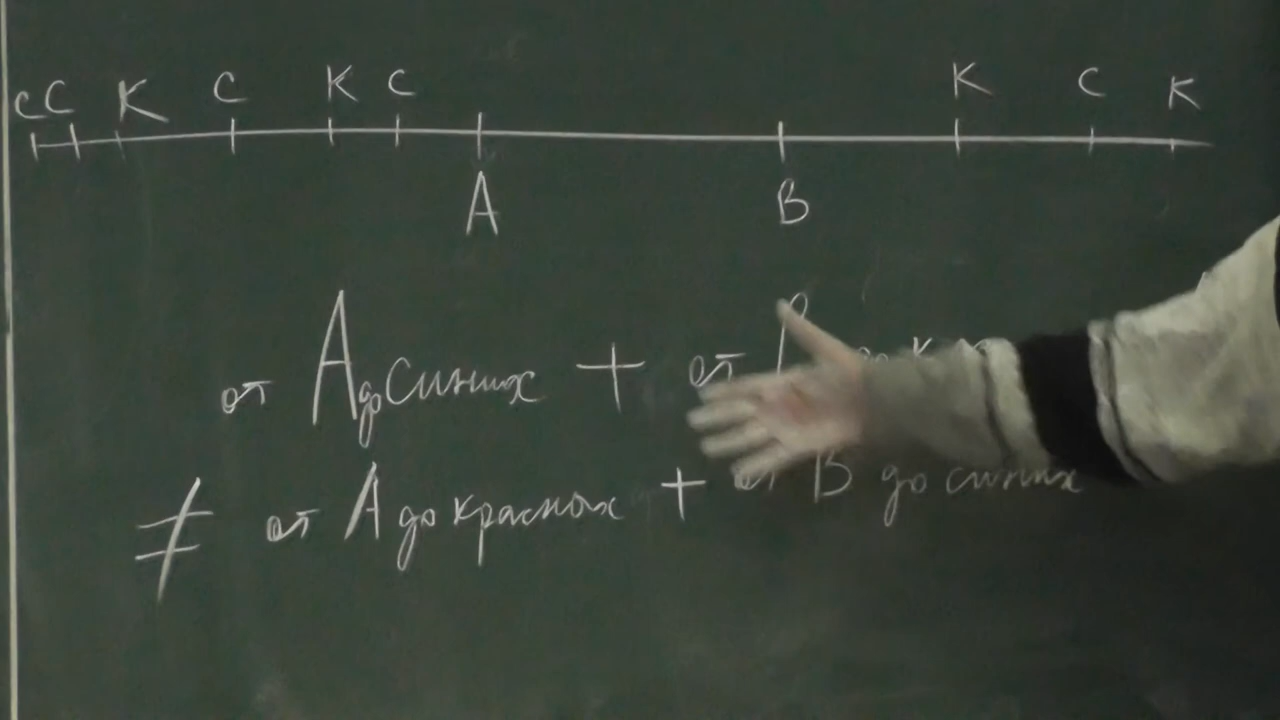 С С К С К С К С К
А В
от А до синих + от
≠ от А до красных + от В до синих